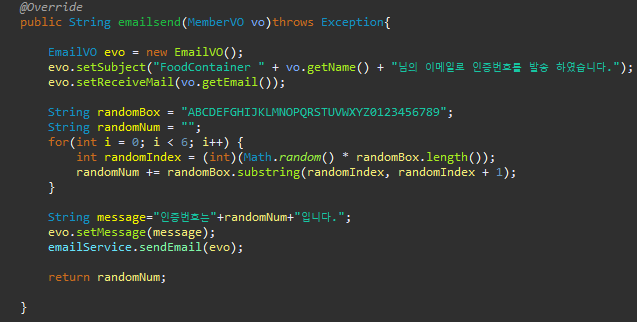 @Override
public String emailsend(MemberVO vo)throws Exception{
EmailVO evo = new EmailVO();
evo.setSubject("FoodContainer " + vo.getName() + "님의 이메일로 인증번호를 발송 하였습니다.");
evo.setReceiveMail(vo.getEmail());
String randomBox = "ABCDEFGHIJKLMNOPQRSTUVWXYZ0123456789";
String randomNum = "";
for(int i = 0; i < 6; i++) {
int randomIndex = (int)(Math.random() * randomBox.length());
randomNum += randomBox.substring(randomIndex, randomIndex + 1);
}
String message="인증번호는"+randomNum+"입니다.";
evo.setMessage(message);
emailService.sendEmail(evo);
return randomNum;
}